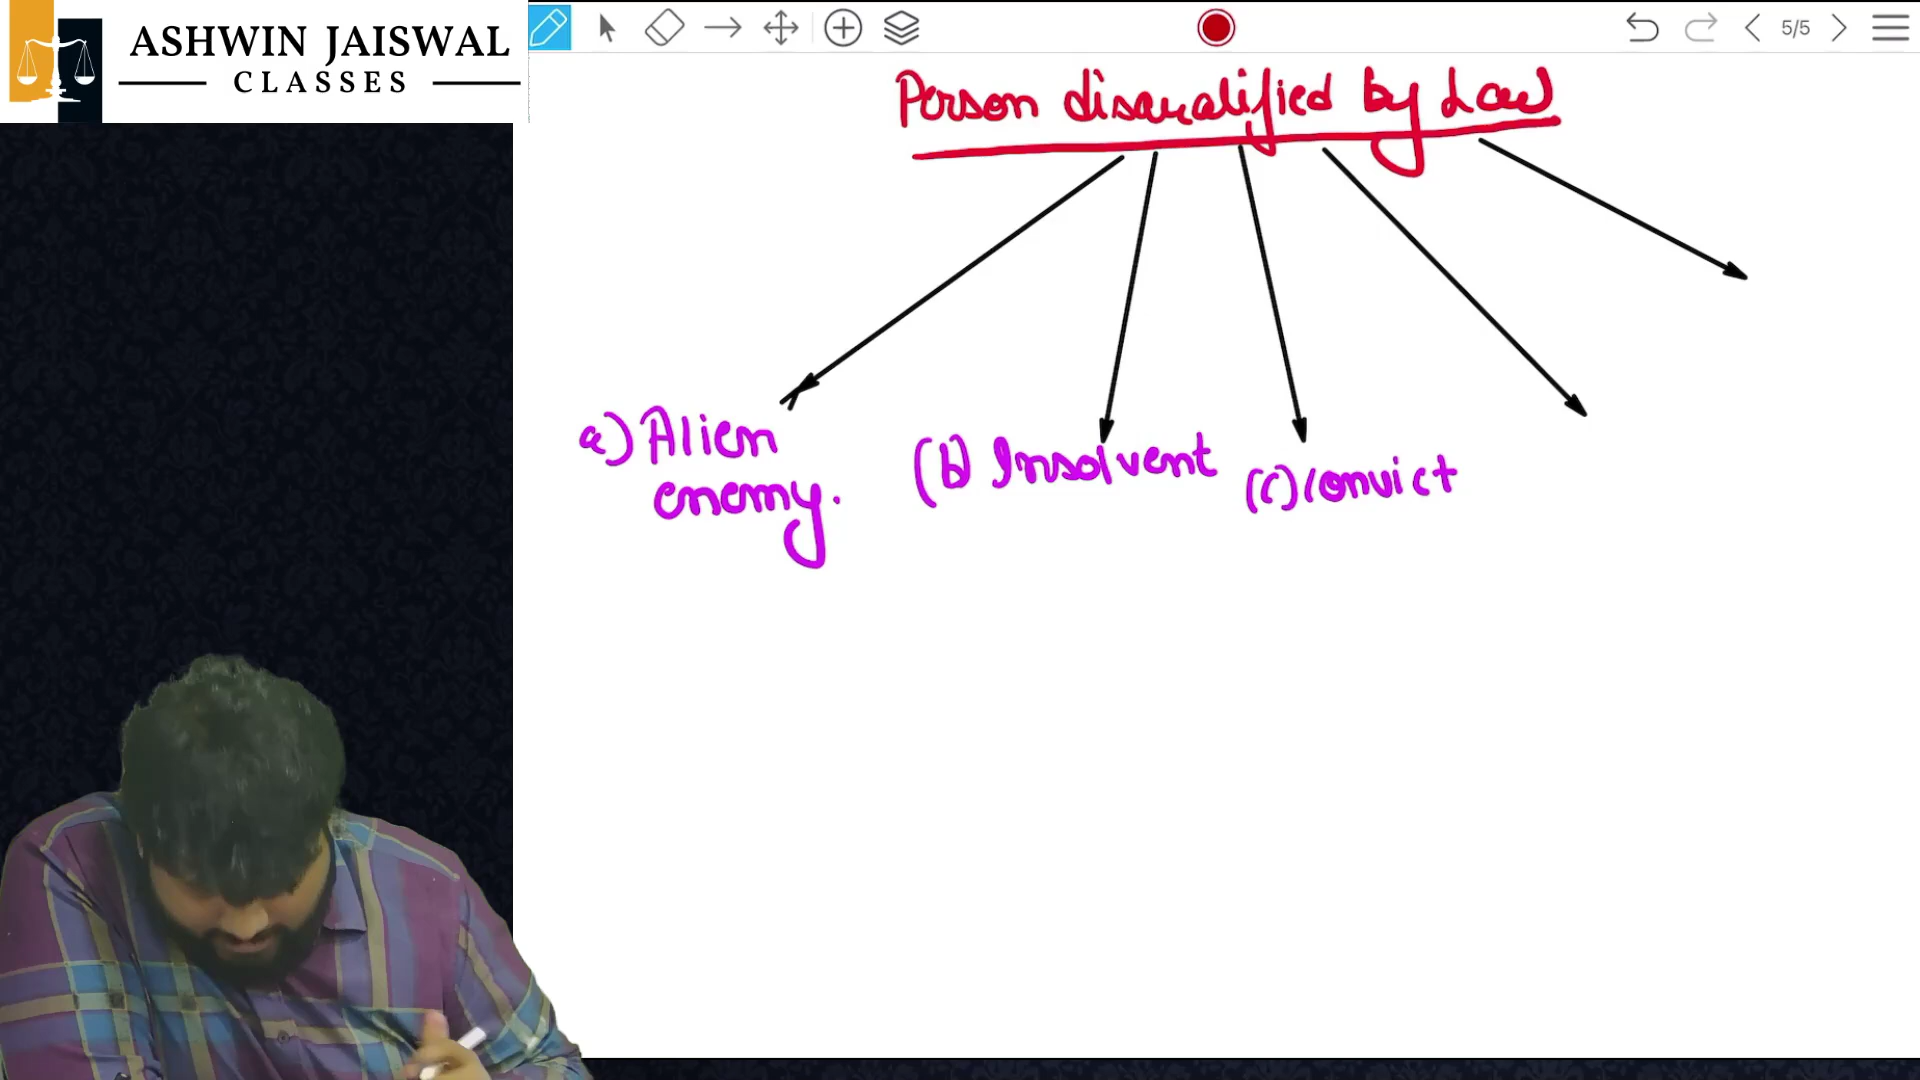 ASHWIN JAISWAL
CLASSES
5/5
Person disqualified by Law
a) Alien
enemy.
(b) Insolvent
(c) convict